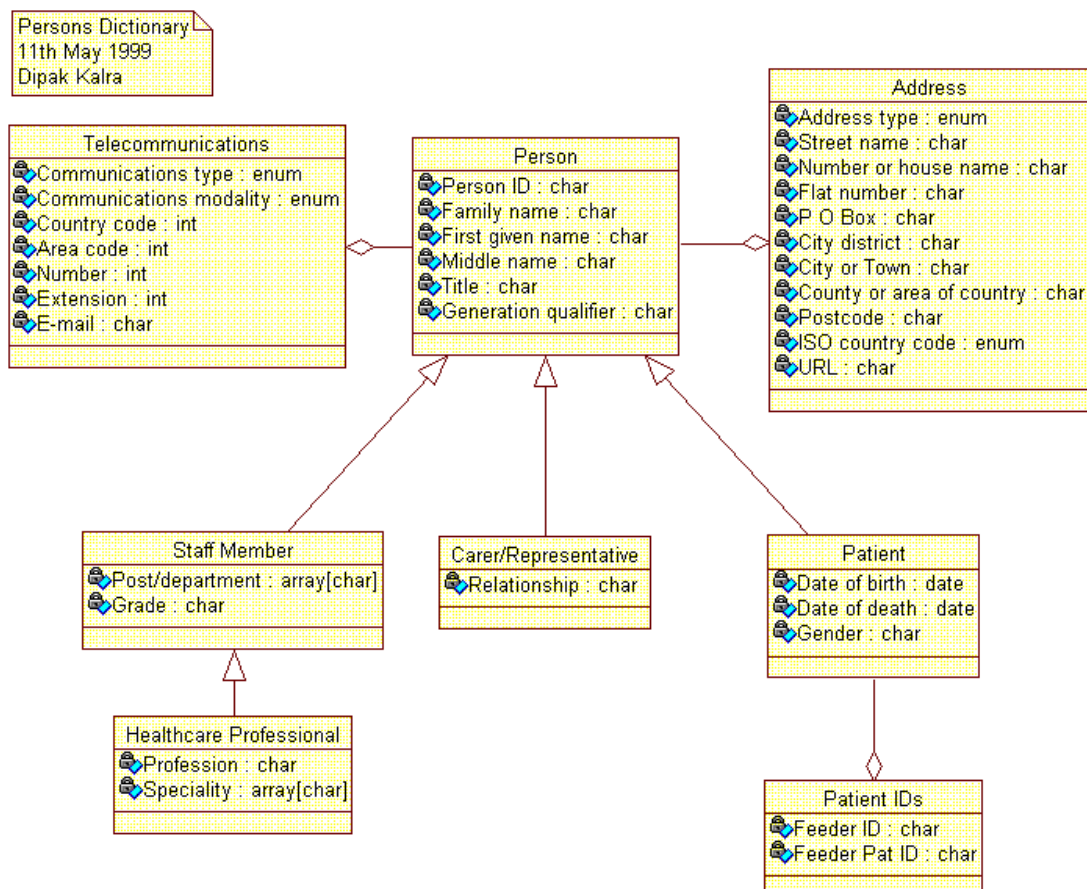 Persons Dictionary
11th May 1999
Dipak Kalra
Telecommunications
Communications type : enum
Communications modality : enum
Country code : int
Area code : int
Number : int
Extension : int
E-mail : char
Person
Person ID : char
Family name : char
First given name : char
Middle name : char
Title : char
Generation qualifier : char
Address
Address type : enum
Street name : char
Number or house name : char
Flat number : char
P O Box : char
City district : char
City or Town : char
County or area of country : char
Postcode : char
ISO country code : enum
URL : char
Staff Member
Post/department : array[char]
Grade : char
Carer/Representative
Relationship : char
Patient
Date of birth : date
Date of death : date
Gender : char
Healthcare Professional
Profession : char
Speciality : array[char]
Patient IDs
Feeder ID : char
Feeder Pat ID : char